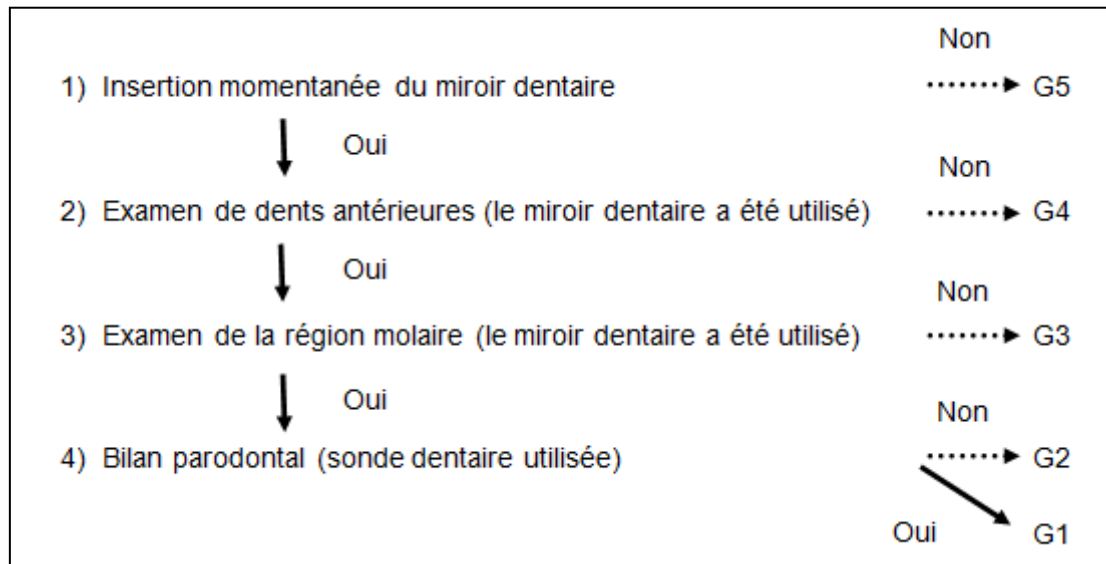 Non
1) Insertion momentanée du miroir dentaire G5
Oui
Non
2) Examen de dents antérieures (le miroir dentaire a été utilisé) G4
Oui
Non
3) Examen de la région molaire (le miroir dentaire a été utilisé) G3
Oui
Non
4) Bilan parodontal (sonde dentaire utilisée) G2
Oui G1